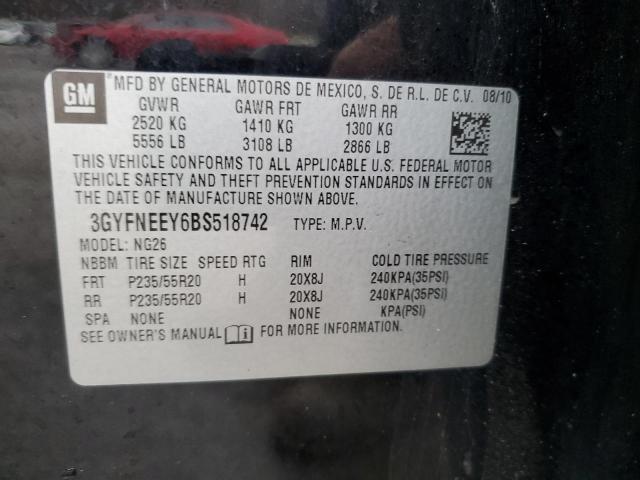 GM
*MFD BY GENERAL MOTORS DE MEXICO, S. DE R.L. DE C.V. 08/10
GVWR GAWR FRT GAWR RR
2520 KG 1410 KG 1300 KG
5556 LB 3108 LB 2866 LB
THIS VEHICLE CONFORMS TO ALL APPLICABLE U.S. FEDERAL MOTOR
VEHICLE SAFETY AND THEFT PREVENTION STANDARDS IN EFFECT ON
THE DATE OF MANUFACTURE SHOWN ABOVE.
3GYFNEEY6BS518742 TYPE: M.P.V.
MODEL: NG26
NBBM TIRE SIZE SPEED RTG RIM COLD TIRE PRESSURE
FRT P235/55R20 H 20X8J 240KPA(35PSI)
RR P235/55R20 H 20X8J 240KPA(35PSI)
SPA NONE NONE KPA(PSI)
SEE OWNER'S MANUAL FOR MORE INFORMATION.